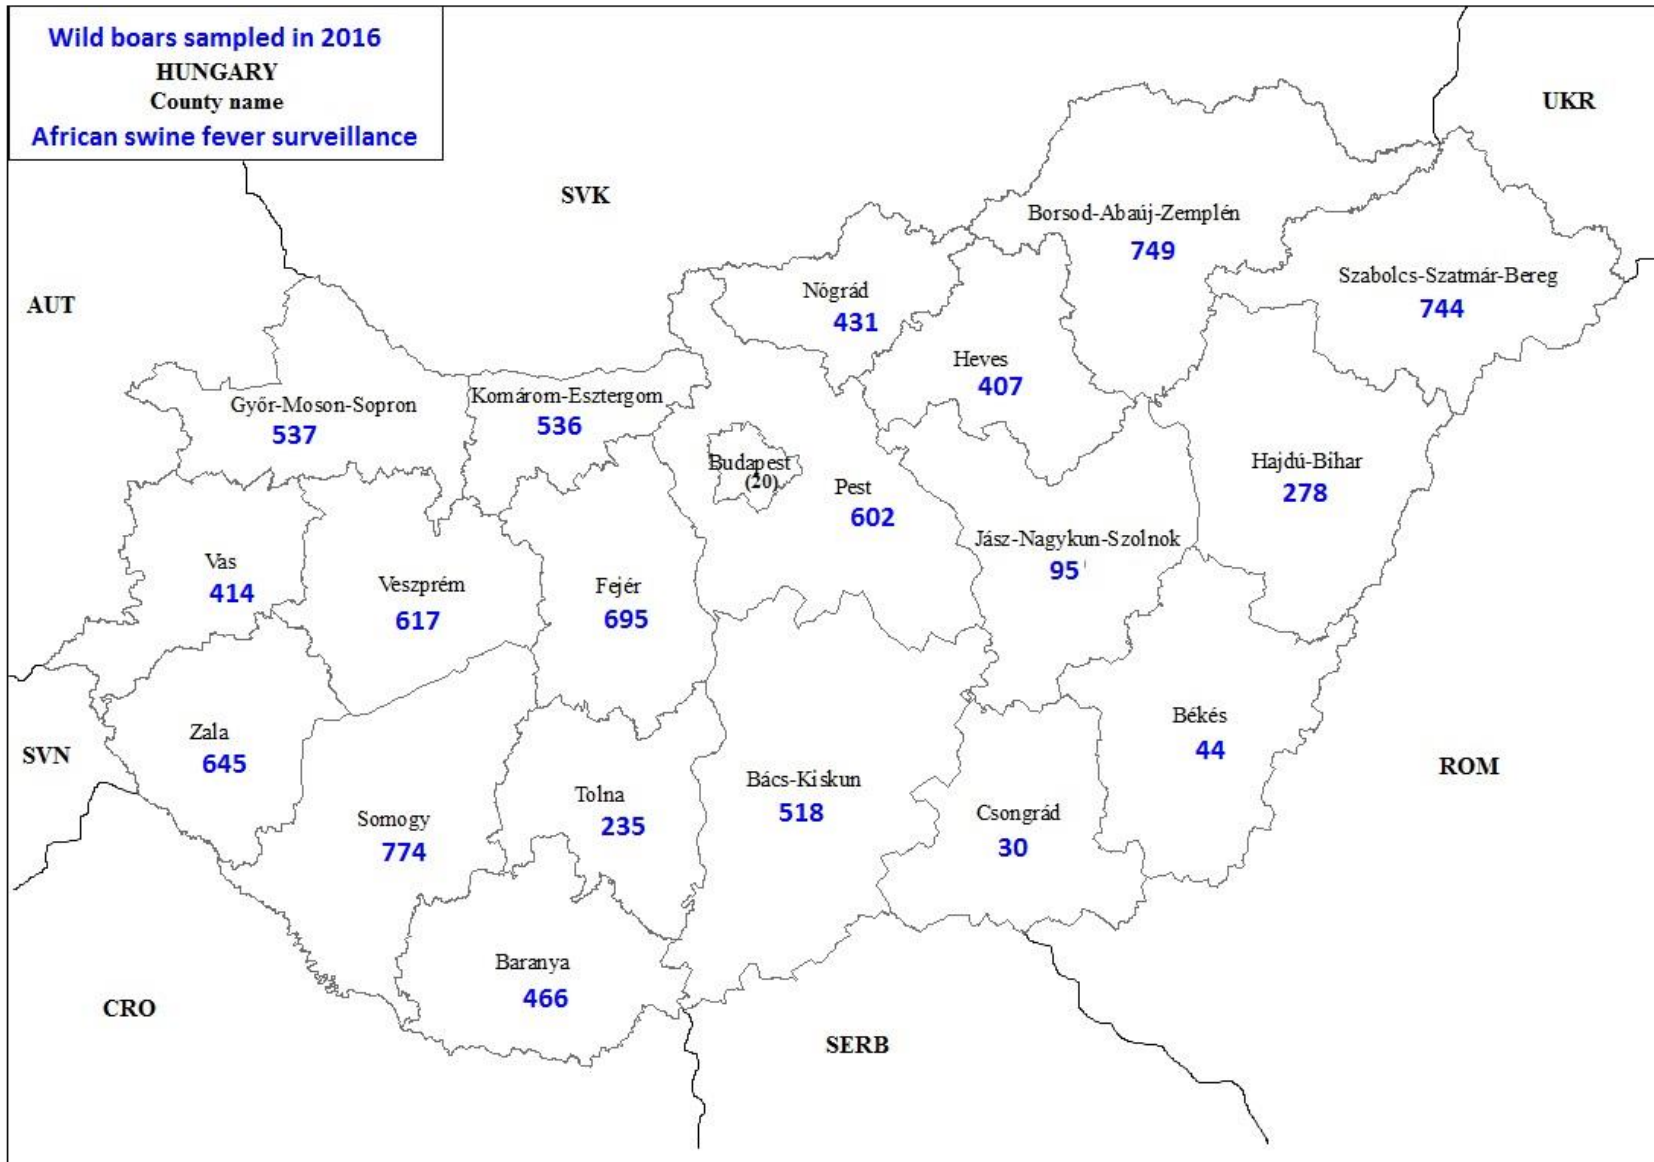 Wild boars sampled in 2016
HUNGARY
County name
African swine fever surveillance
UKR
SVK
AUT
Borsod-Abaúj-Zemplén
749
Szabolcs-Szatmár-Bereg
744
Nógrád
431
Heves
407
Győr-Moson-Sopron
537
Komárom-Esztergom
536
Budapest
(20)
Pest
602
Hajdú-Bihar
278
Jász-Nagykun-Szolnok
95
Vas
414
Veszprém
617
Fejér
695
Zala
645
SVN
Somogy
774
Tolna
235
Bács-Kiskun
518
Csongrád
30
Békés
44
ROM
Baranya
466
CRO
SERB